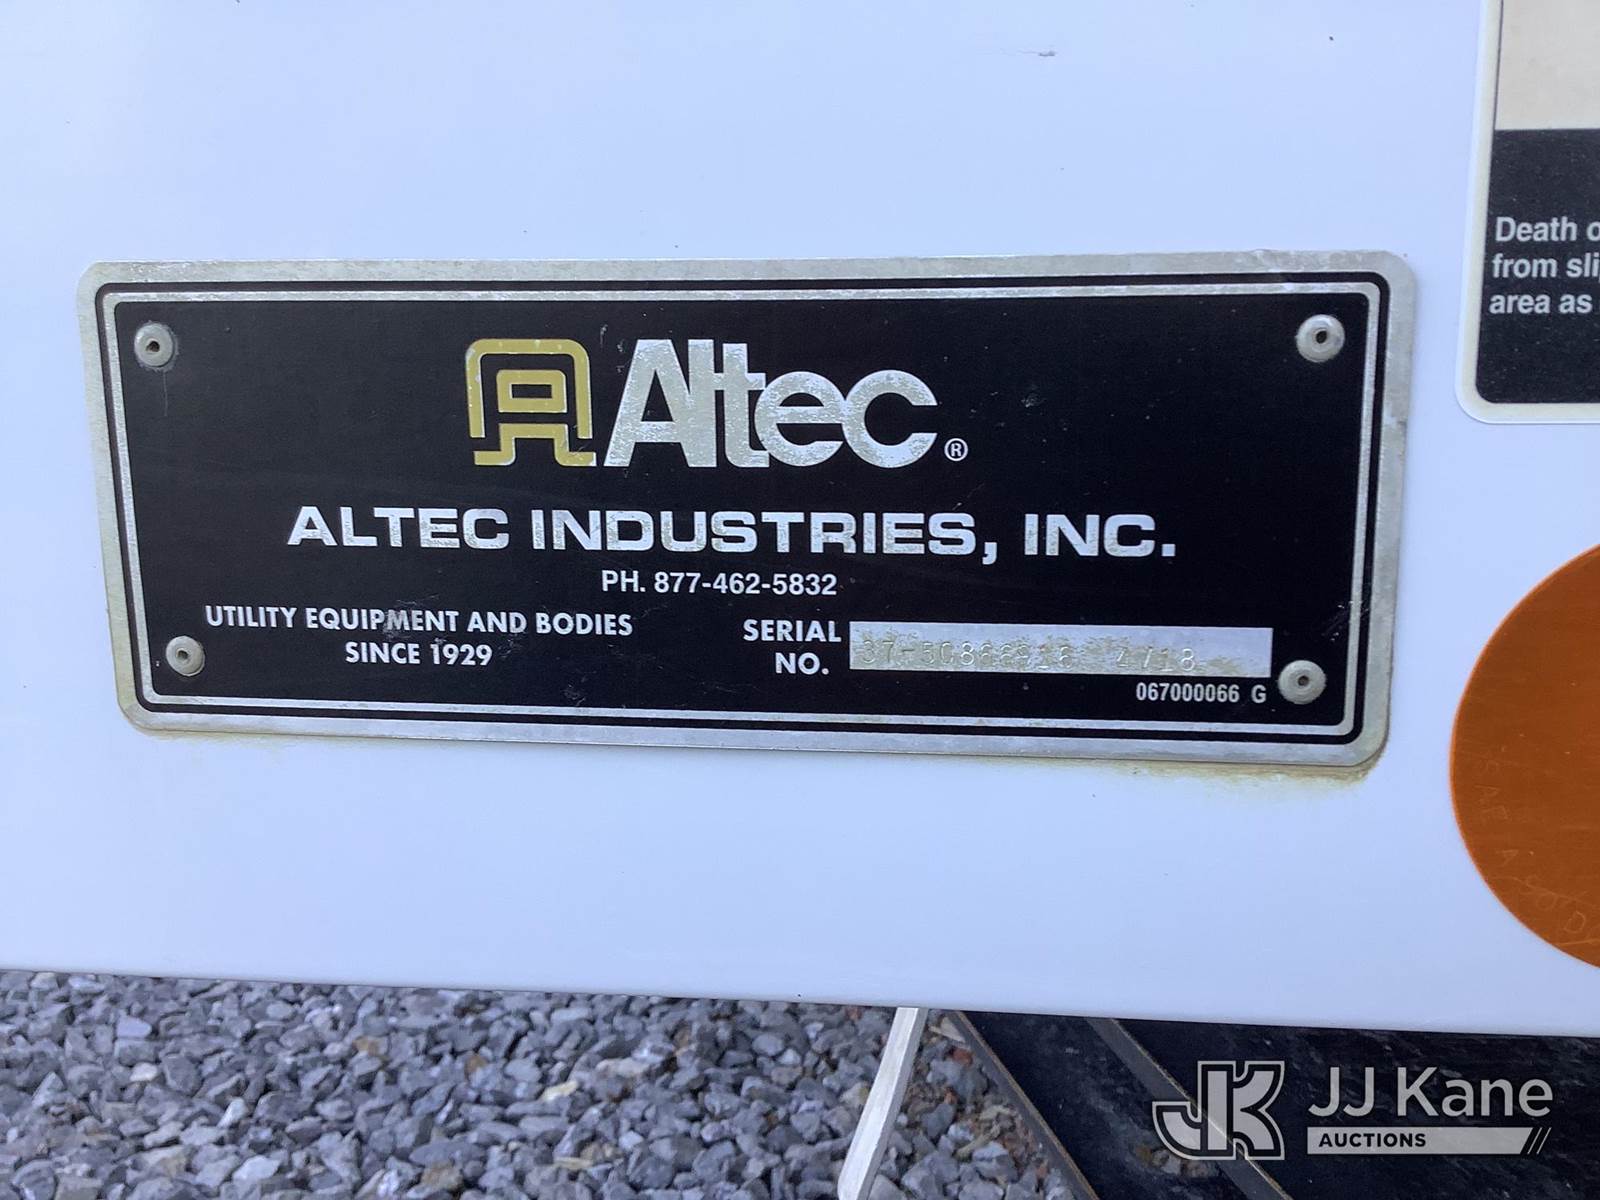 Altec®
ALTEC INDUSTRIES, INC.
PH. 877-462-5832
UTILITY EQUIPMENT AND BODIES
SINCE 1929
SERIAL
NO.
067000066 G
Death
from
area as
JJ Kane
AUCTIONS